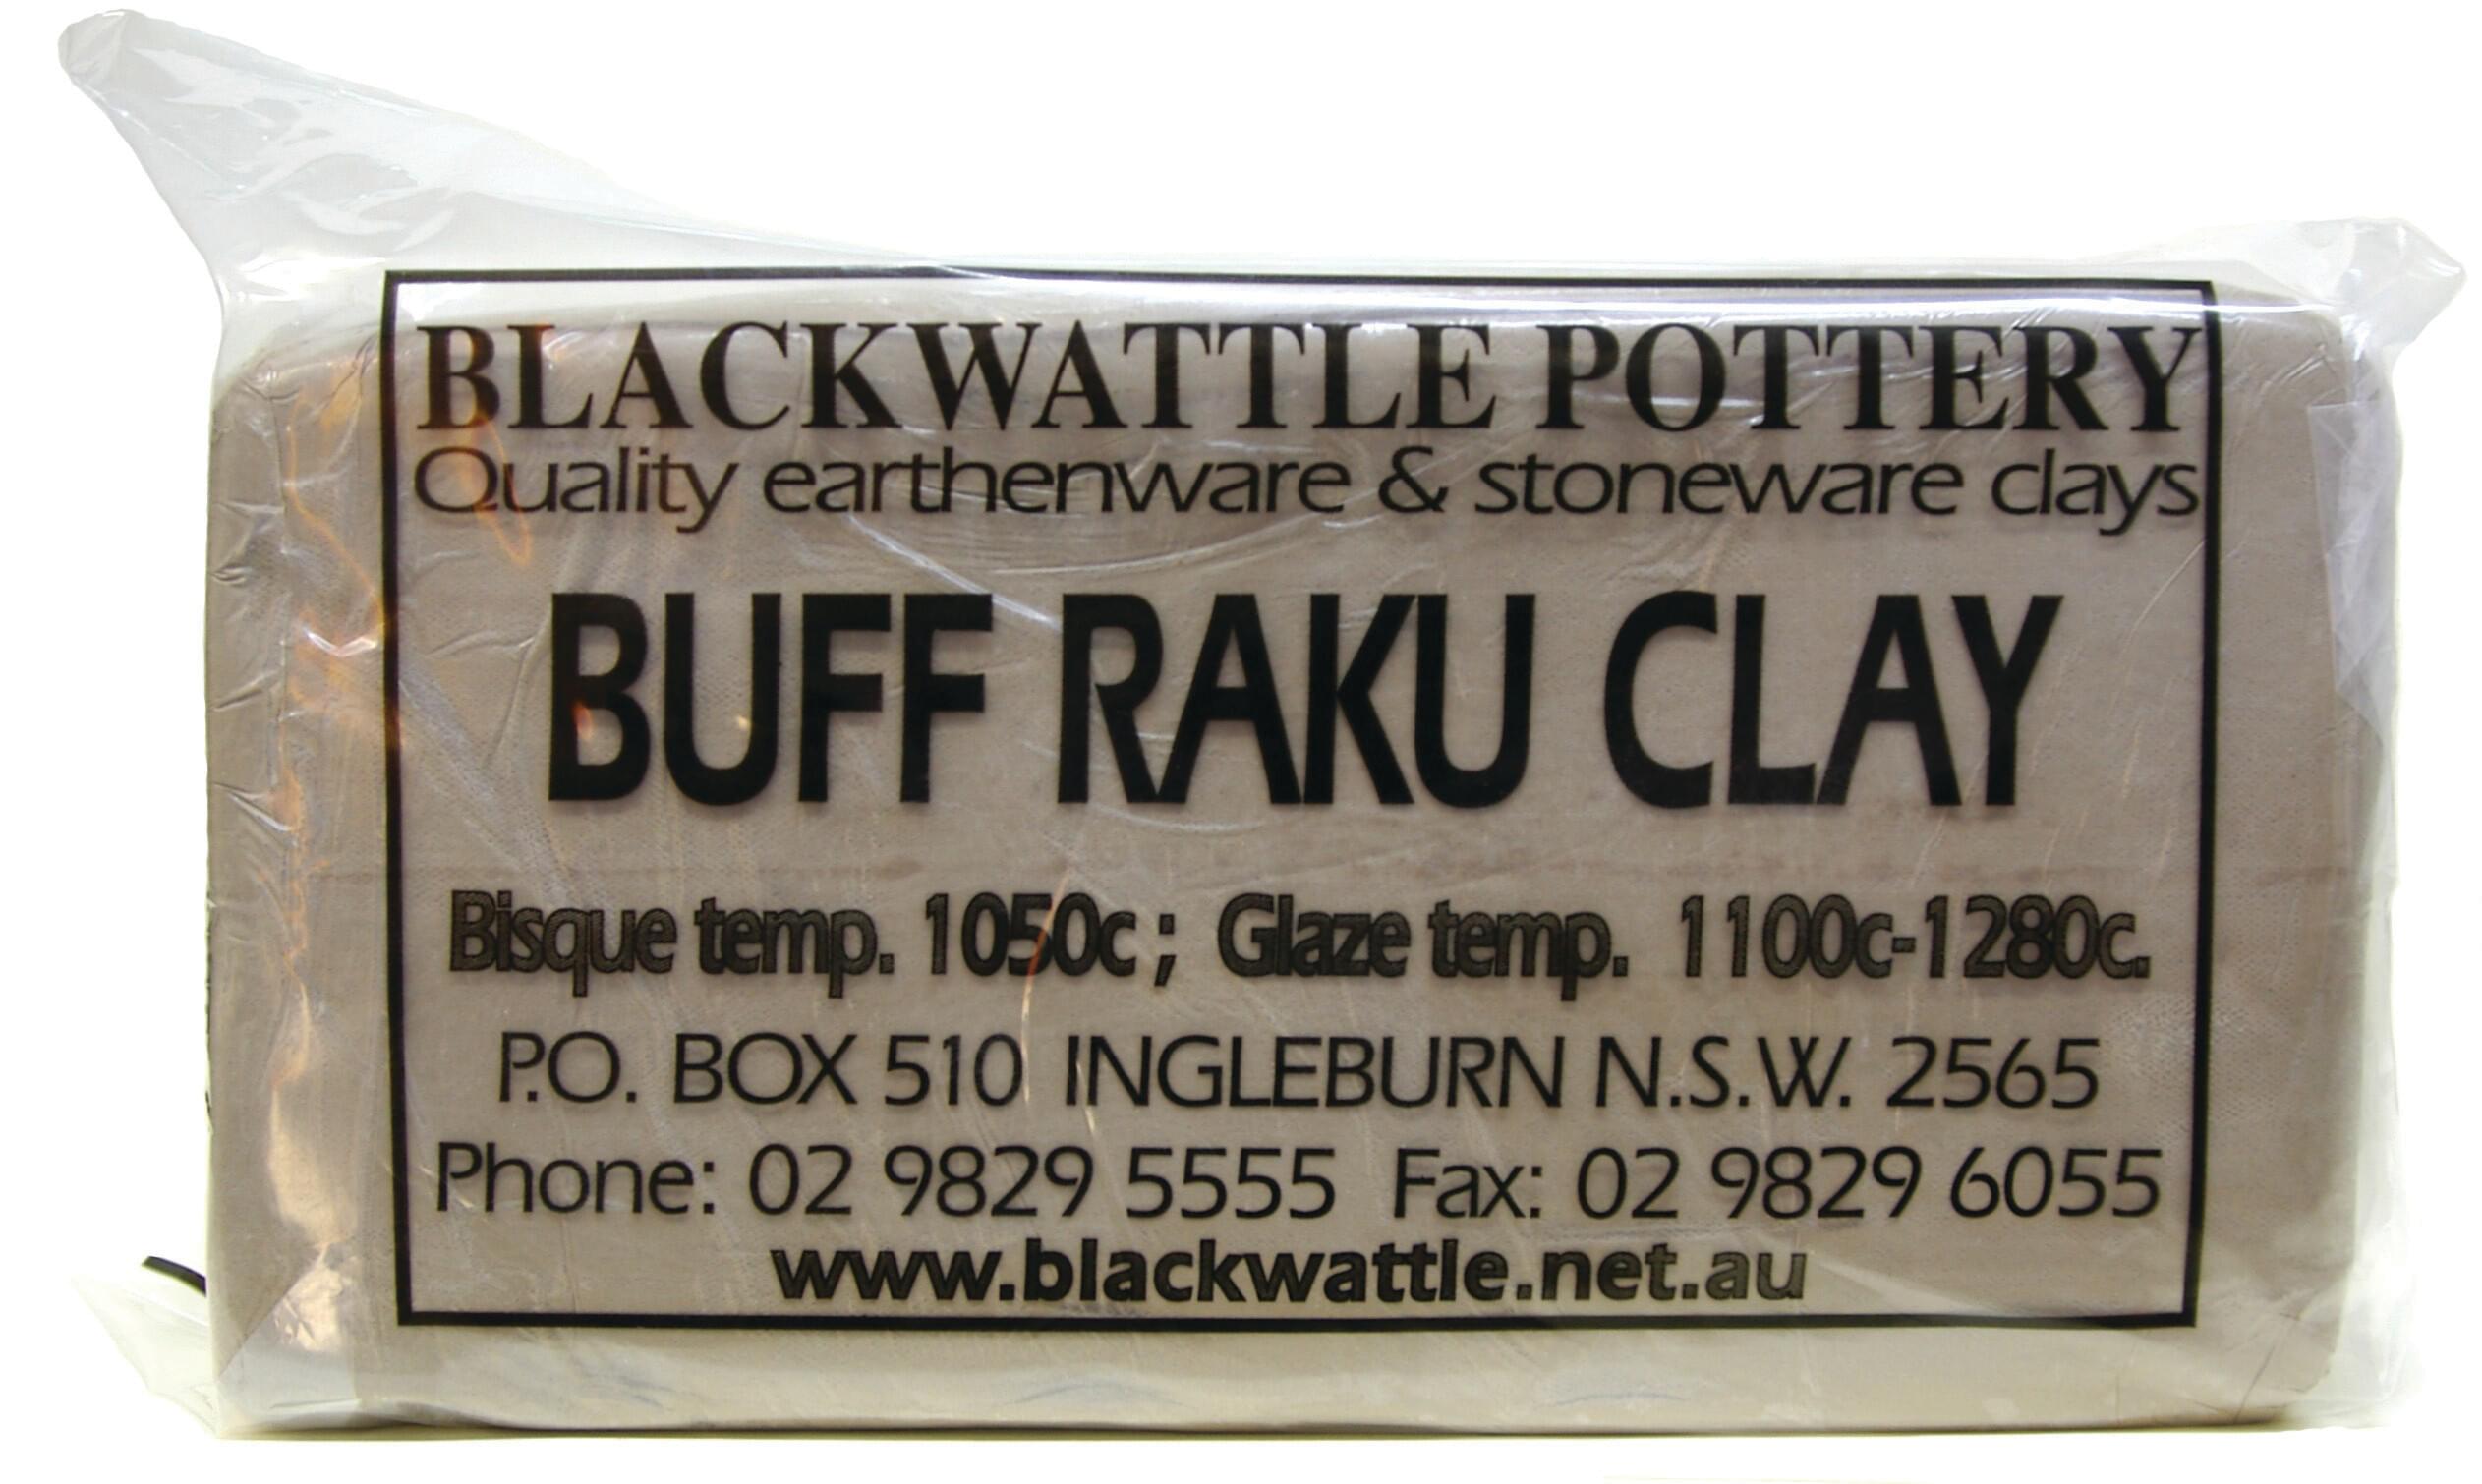 BLACKWATTLE POTTERY
Quality earthenware & stoneware clays
BUFF RAKU CLAY
Bisque temp. 1050c; Glaze temp. 1100c-1280c.
P.O. BOX 510 INGLEBURN N.S.W. 2565
Phone: 02 9829 5555 Fax: 02 9829 6055
www.blackwattle.net.au